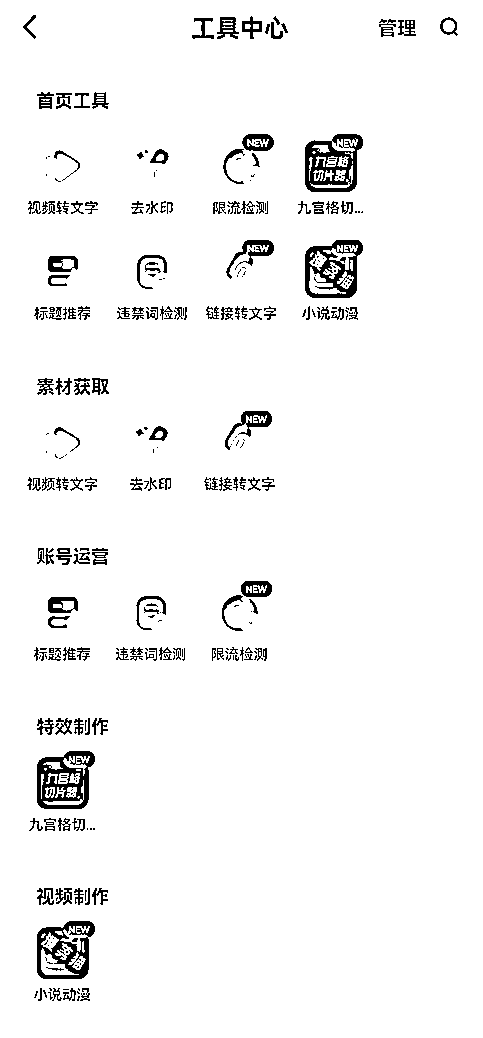 工具中心 管理
首页工具
NEW NEW
九宫格
切片器
视频转文字 去水印 限流检测 九宫格切...
NEW NEW
标题推荐 违禁词检测 链接转文字 小说动漫
素材获取
NEW
视频转文字 去水印 链接转文字
账号运营
NEW
标题推荐 违禁词检测 限流检测
特效制作
NEW
九宫格
切片器
九宫格切...
视频制作
NEW
小说动漫